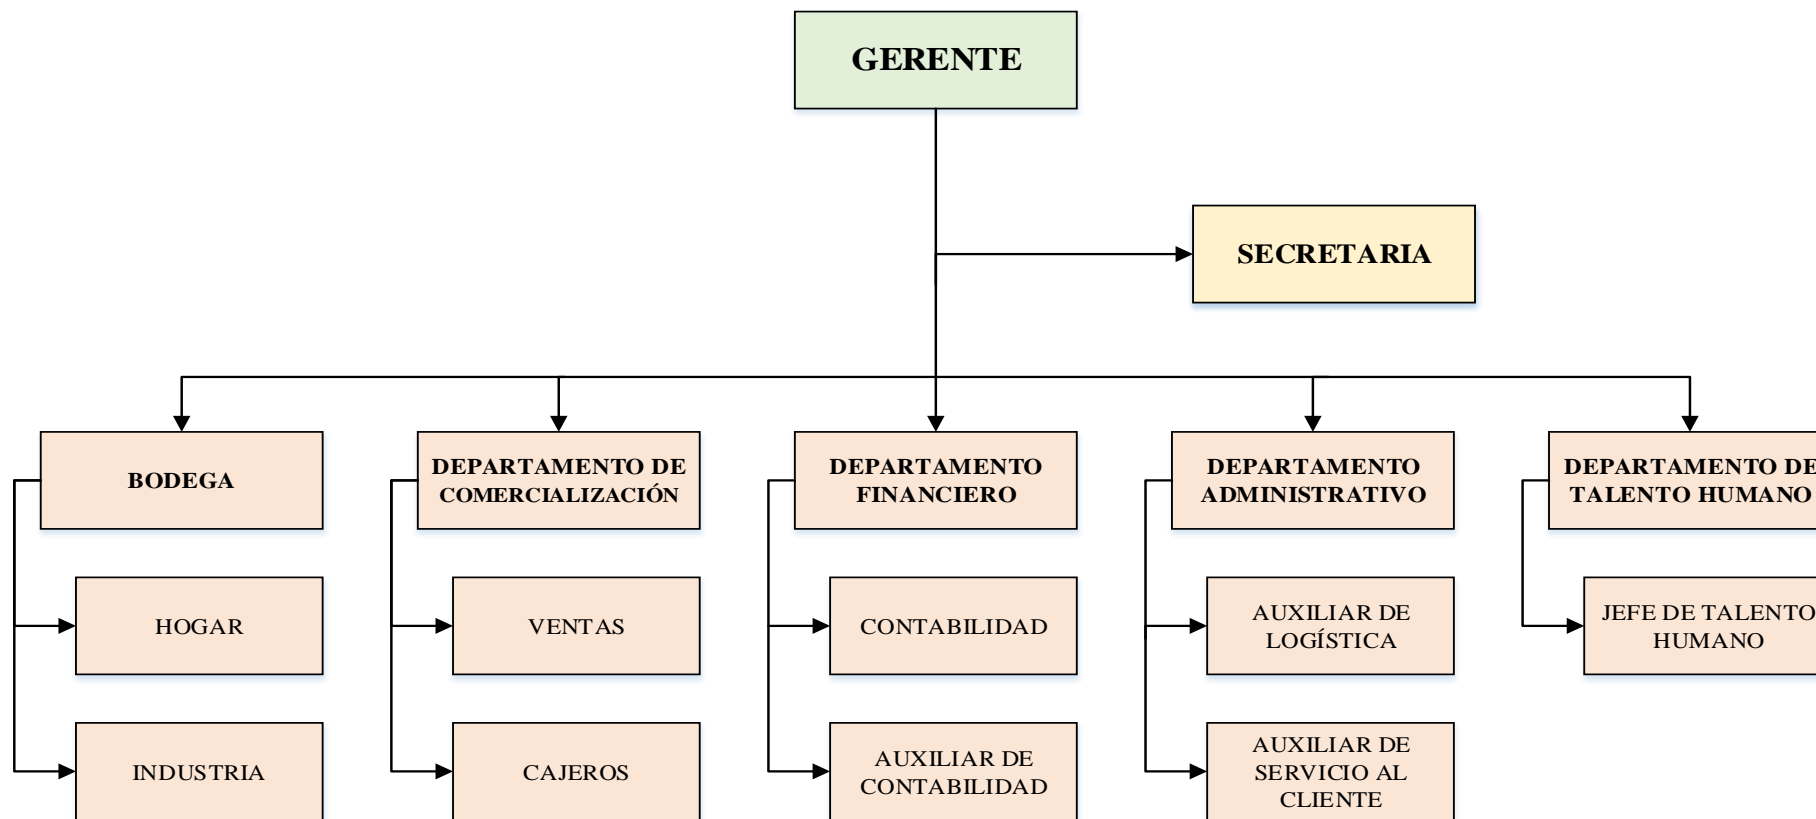 GERENTE
SECRETARIA
BODEGA
DEPARTAMENTO DE
COMERCIALIZACIÓN
DEPARTAMENTO
FINANCIERO
DEPARTAMENTO
ADMINISTRATIVO
DEPARTAMENTO DE
TALENTO HUMANO
HOGAR
VENTAS
CONTABILIDAD
AUXILIAR DE
LOGÍSTICA
JEFE DE TALENTO
HUMANO
INDUSTRIA
CAJEROS
AUXILIAR DE
CONTABILIDAD
AUXILIAR DE
SERVICIO AL
CLIENTE